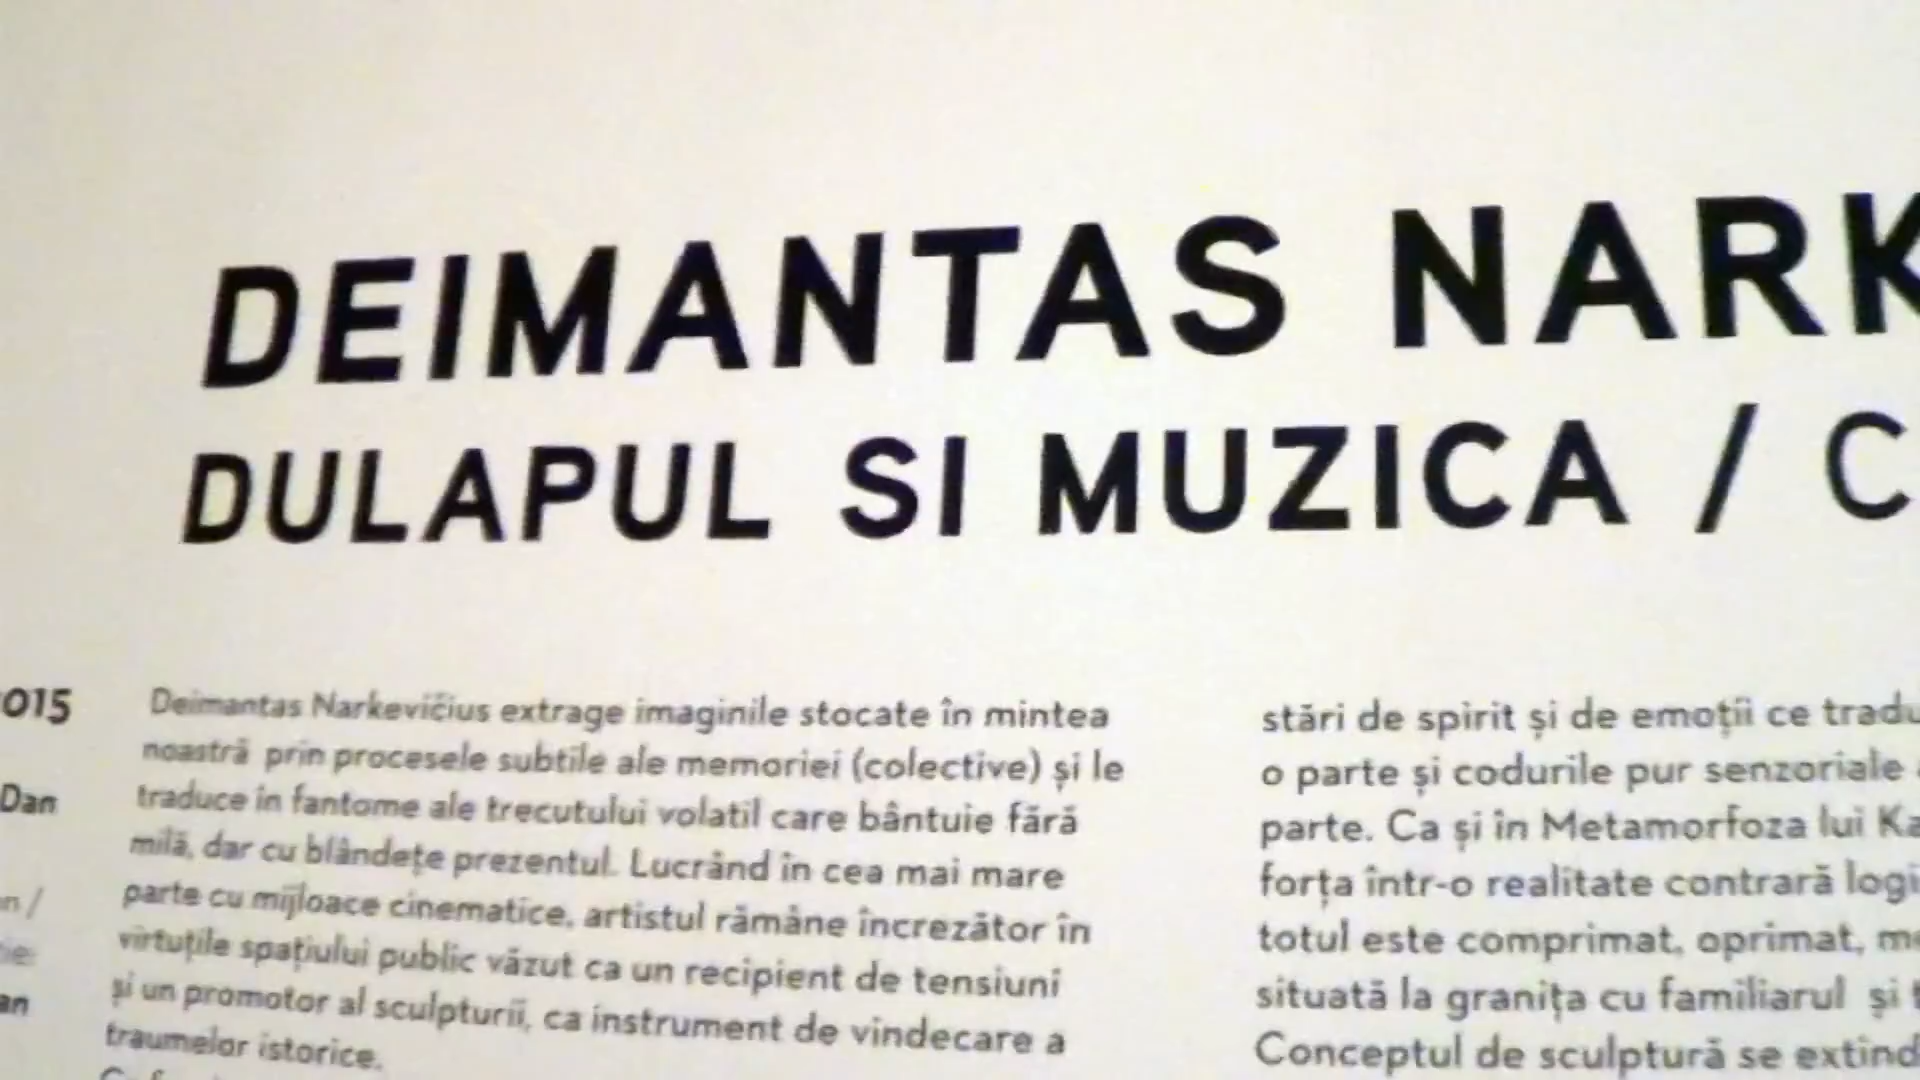 DEIMANTAS NARK
DULAPUL SI MUZICA / C
015
Dan
an
Deimantas Narkevičius extrage imaginile stocate în mintea
noastră prin procesele subtile ale memoriei (colective) și le
traduce în fantome ale trecutului volatil care bântuie fără
milă, dar cu blândețe prezentul. Lucrând în cea mai mare
parte cu mijloace cinematice, artistul rămâne încrezător în
virtuțile spațiului public văzut ca un recipient de tensiuni
și un promotor al sculpturii, ca instrument de vindecare a
traumelor istorice.
stări de spirit și de emoții ce tradu
o parte și codurile pur senzoriale
parte. Ca și în Metamorfoza lui Ka
forța într-o realitate contrară logi
totul este comprimat, oprimat, m
situată la granița cu familiarul și
Conceptul de sculptură se extind